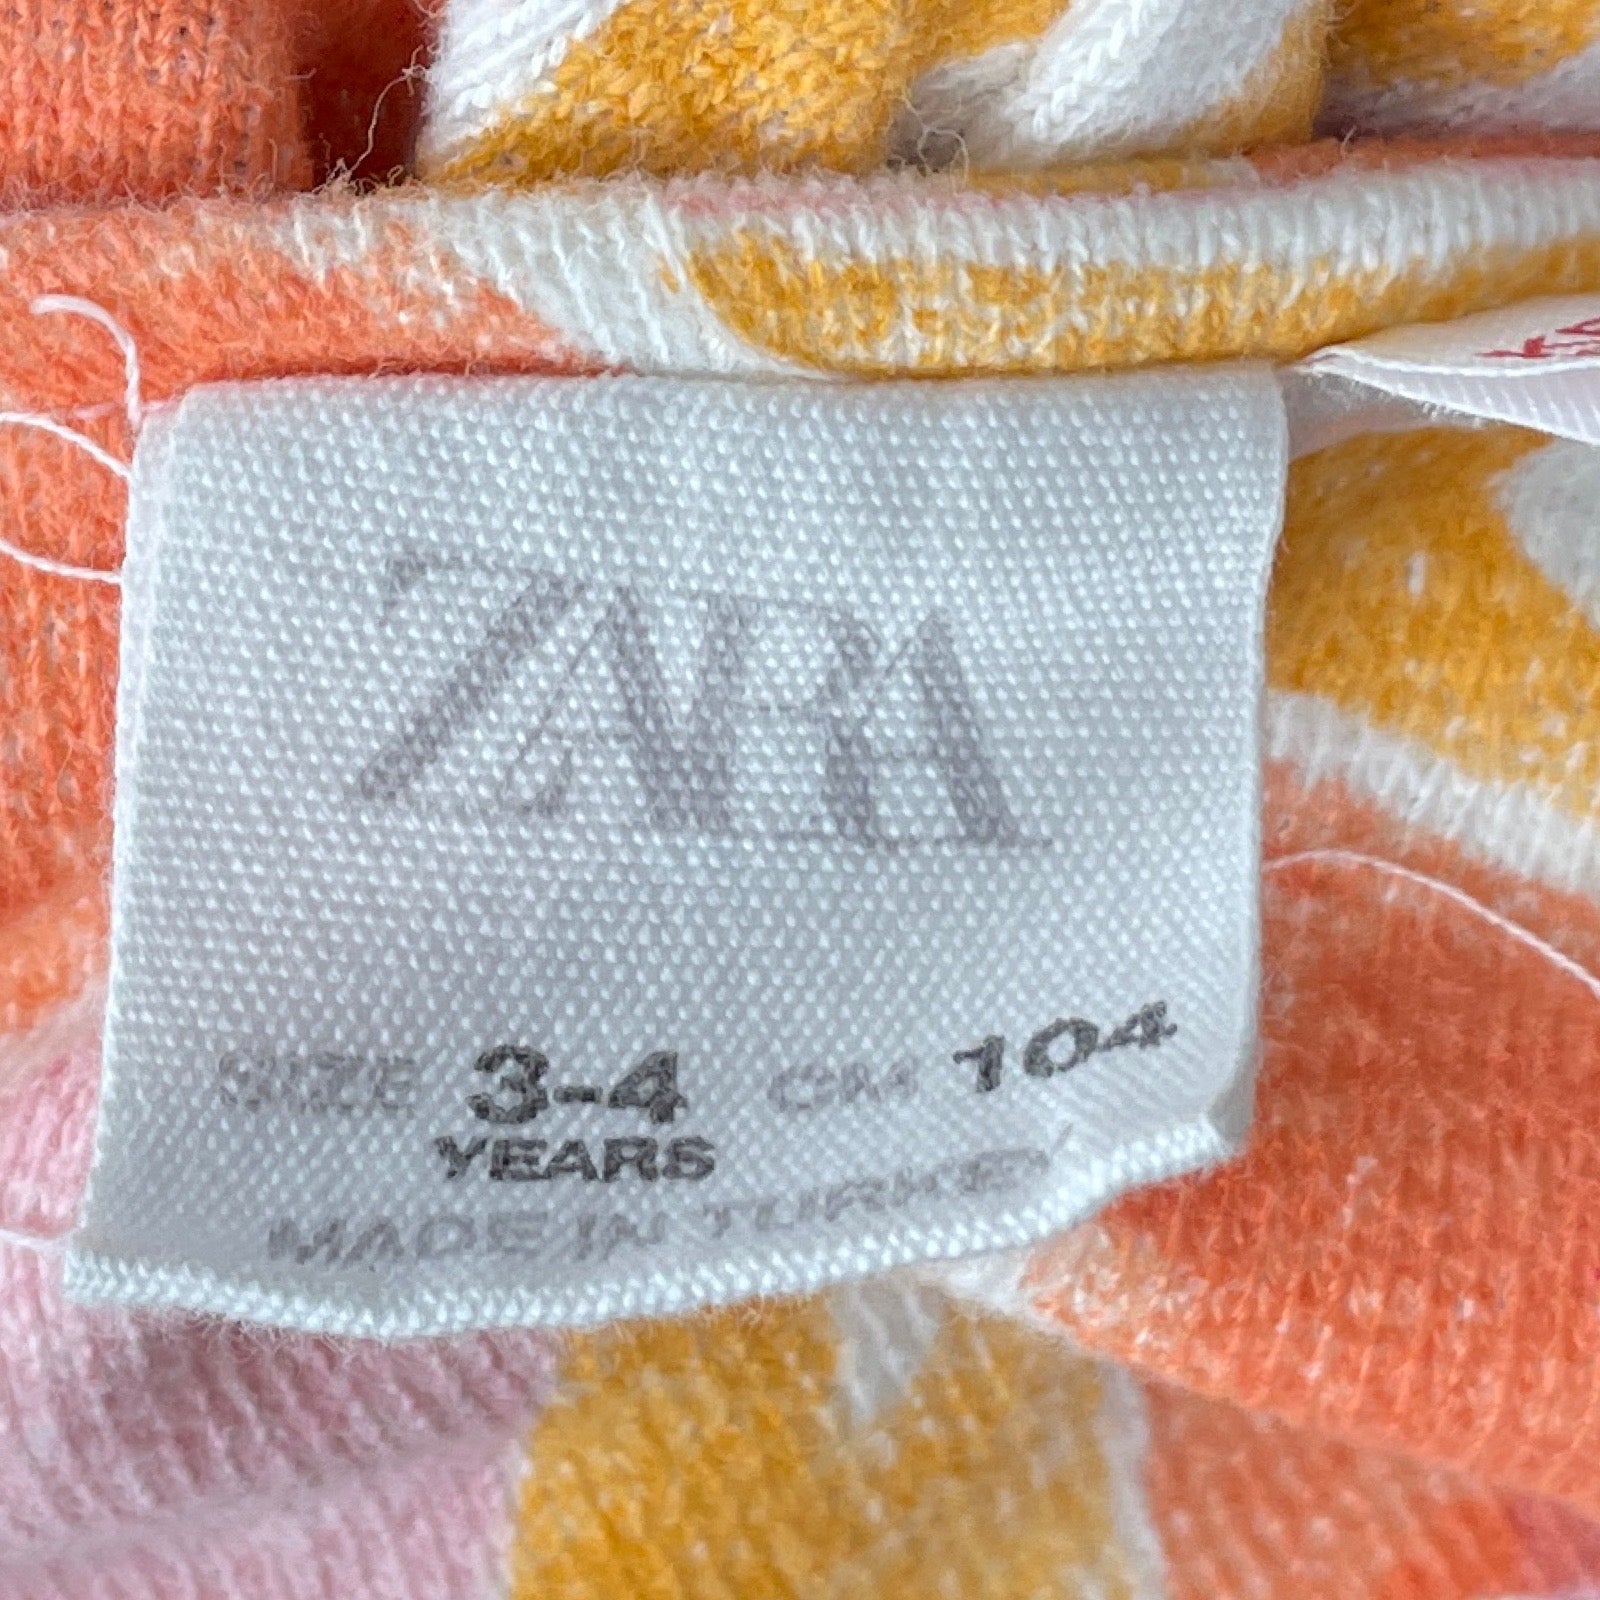 ZARA
SIZE 3-4 CM 104
YEARS
MADE IN TURKEY